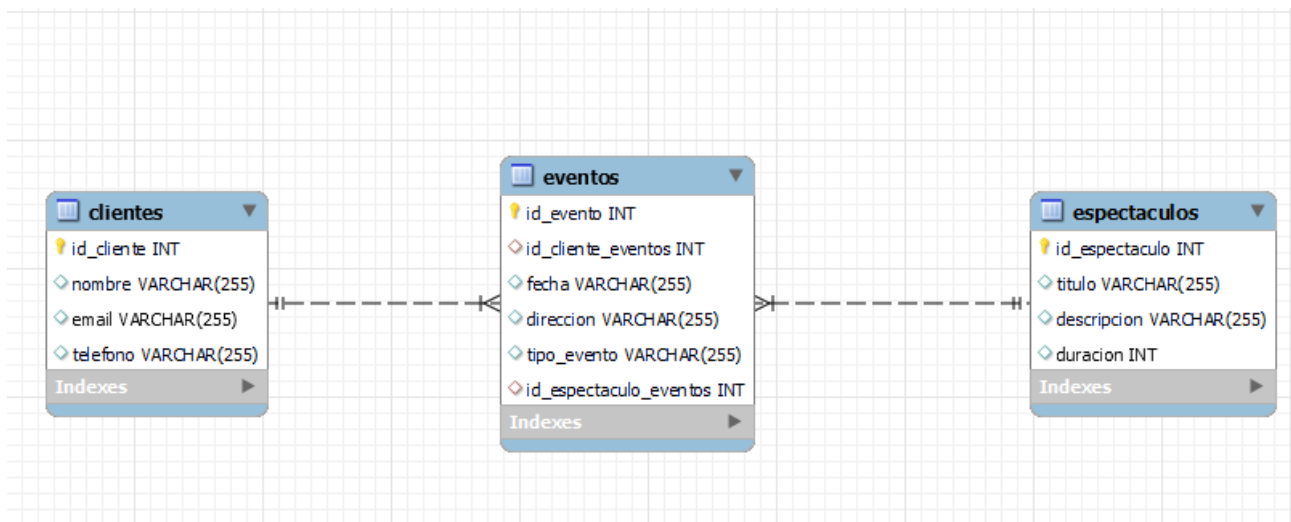 clientes
id_cliente INT
nombre VARCHAR(255)
email VARCHAR(255)
telefono VARCHAR(255)
Indexes
eventos
id_evento INT
id_cliente_eventos INT
fecha VARCHAR(255)
direccion VARCHAR(255)
tipo_evento VARCHAR(255)
id_espectaculo_eventos INT
Indexes
espectaculos
id_espectaculo INT
titulo VARCHAR(255)
descripcion VARCHAR(255)
duracion INT
Indexes